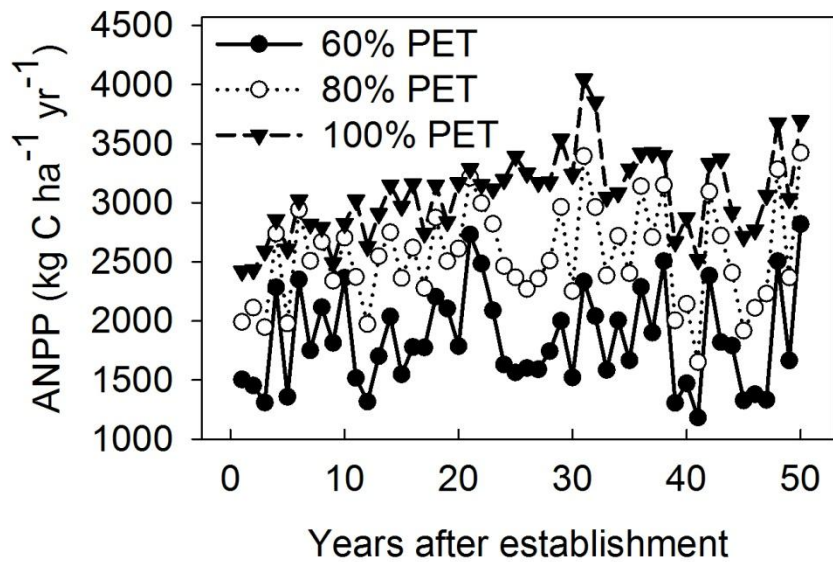 ANPP (kg C ha⁻¹ yr⁻¹)
4500
4000
3500
3000
2500
2000
1500
1000
60% PET
80% PET
100% PET
0 10 20 30 40 50
Years after establishment